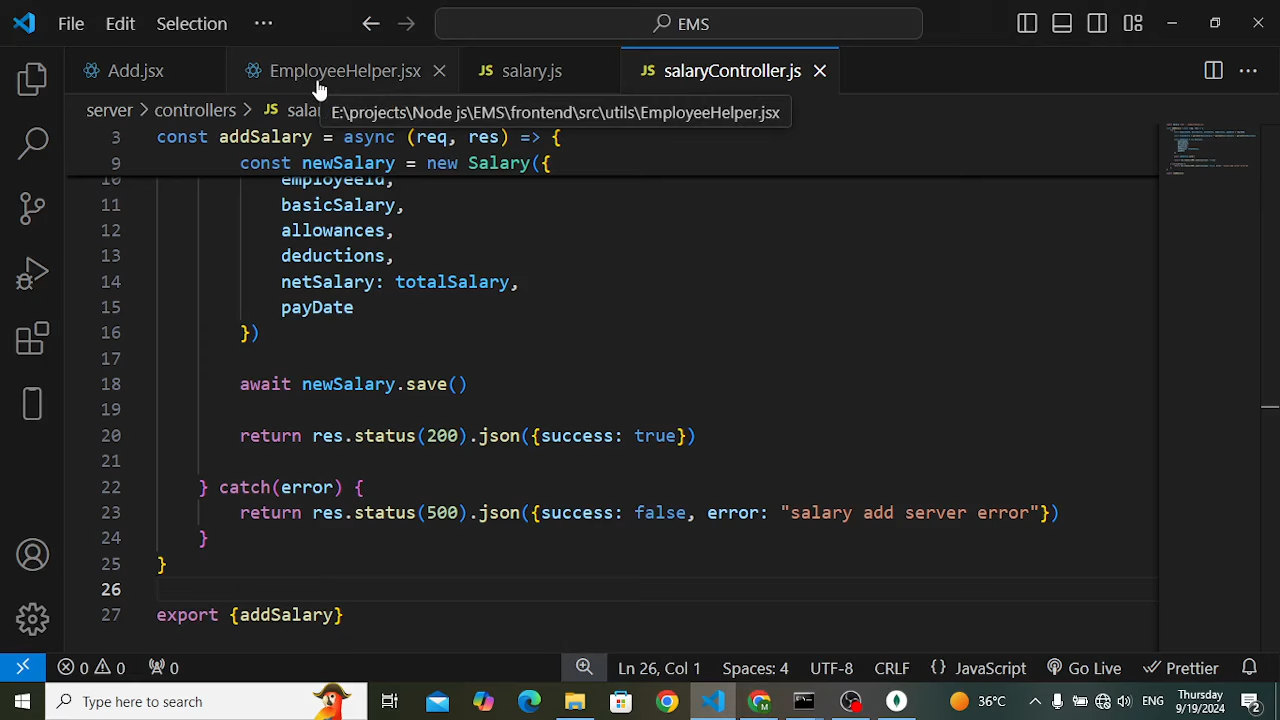 File Edit Selection ··· EMS
Add.jsx EmployeeHelper.jsx JS salary.js JS salaryController.js
server > controllers > JS
E:\projects\Node js\EMS\frontend\src\utils\EmployeeHelper.jsx
3 const addSalary = async (req, res) => {
9 const newSalary = new Salary({
10 employeeId,
11 basicSalary,
12 allowances,
13 deductions,
14 netSalary: totalSalary,
15 payDate
16 })
17
18 await newSalary.save()
19
20 return res.status(200).json({success: true})
21
22 } catch(error) {
23 return res.status(500).json({success: false, error: "salary add server error"})
24 }
25 }
26
27 export {addSalary}
0 0 0 Ln 26, Col 1 Spaces: 4 UTF-8 CRLF {} JavaScript Go Live Prettier
Type here to search 36°C ENG Thursday
9/19/2024 2